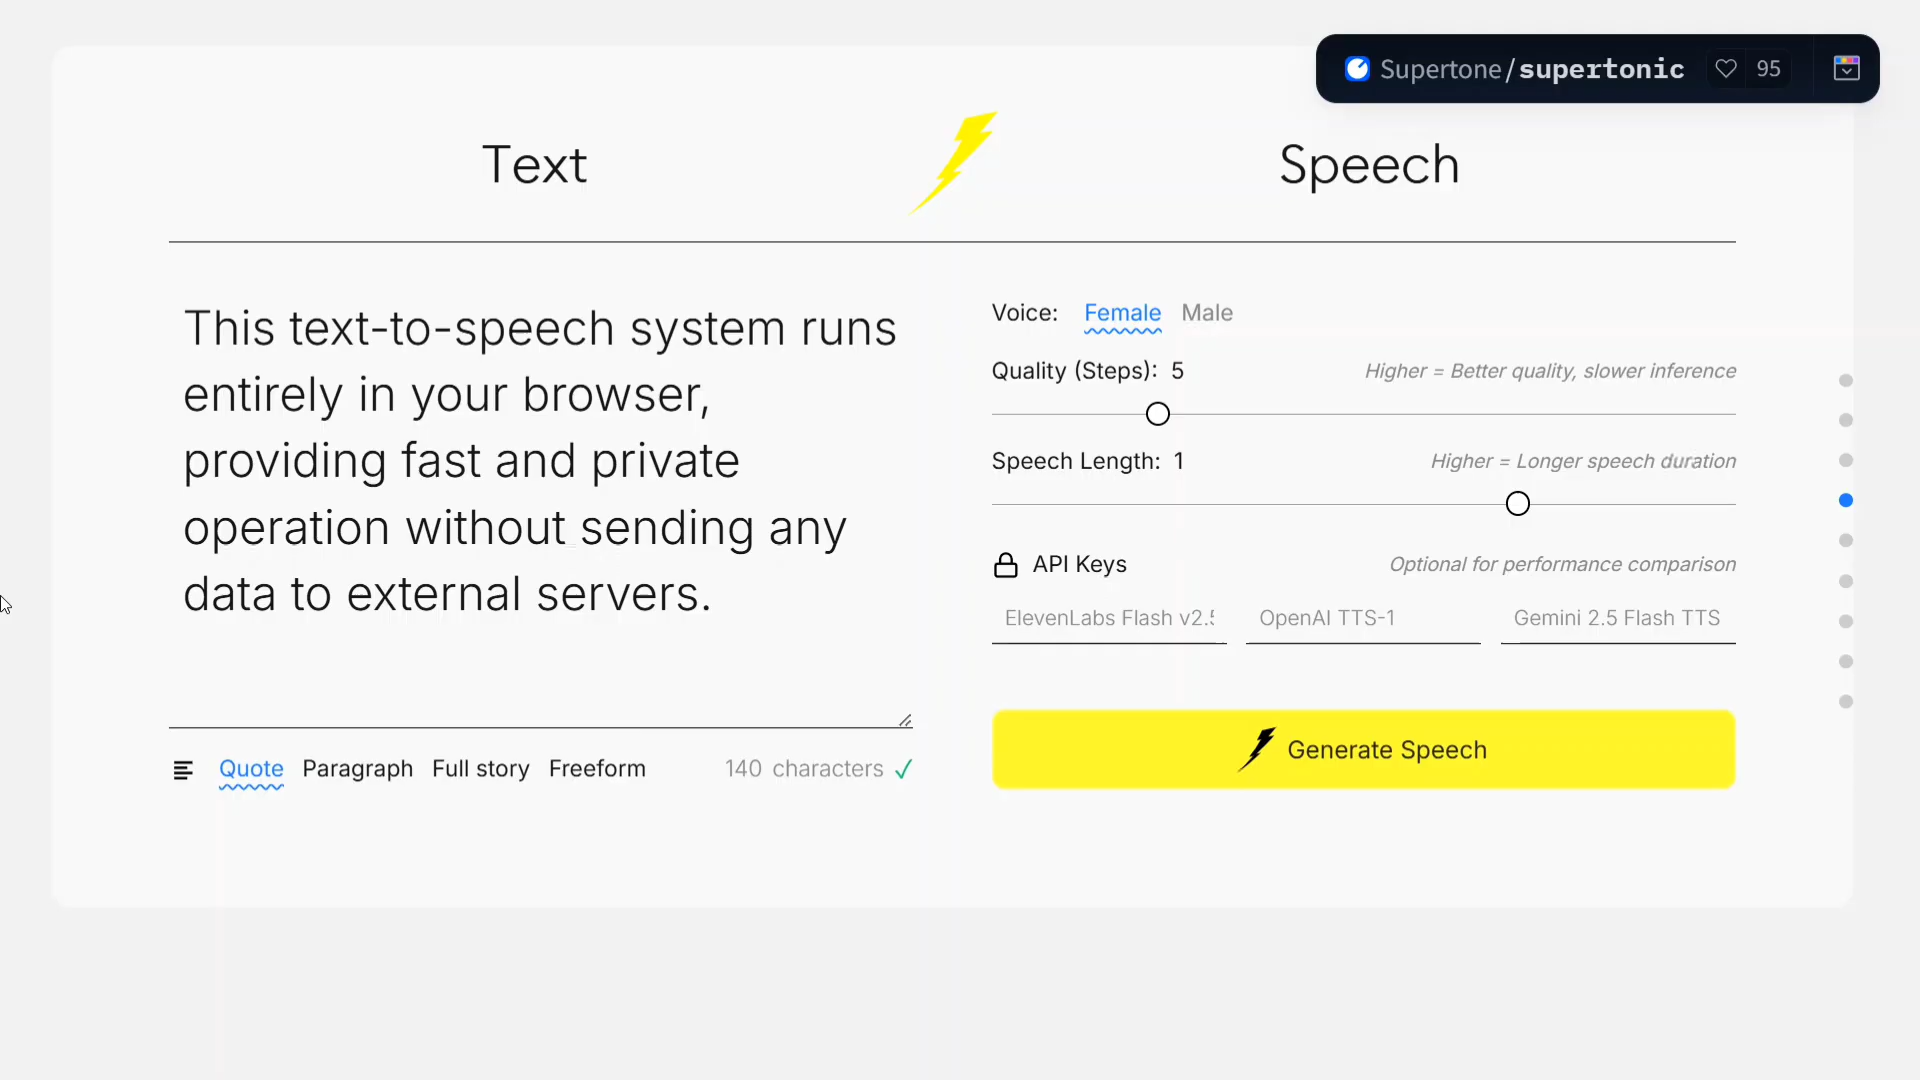 Supertone/supertonic 95
Text
Speech
This text-to-speech system runs
entirely in your browser,
providing fast and private
operation without sending any
data to external servers.
Quote Paragraph Full story Freeform 140 characters
Voice: Female Male
Quality (Steps): 5 Higher = Better quality, slower inference
Speech Length: 1 Higher = Longer speech duration
API Keys Optional for performance comparison
ElevenLabs Flash v2.5 OpenAI TTS-1 Gemini 2.5 Flash TTS
Generate Speech